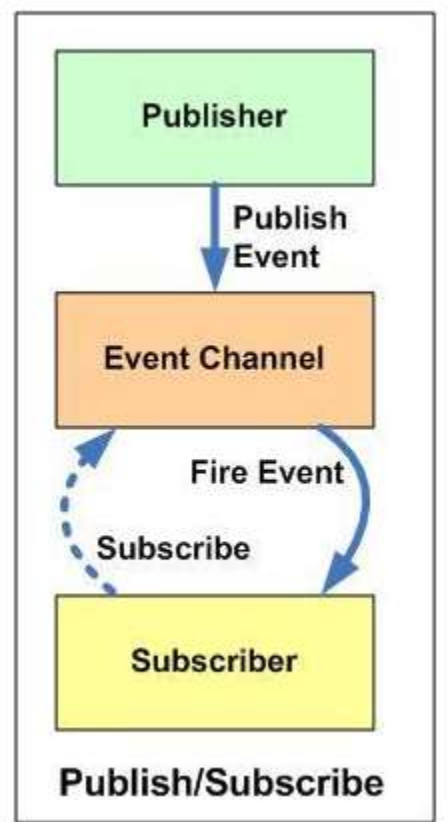 Publisher
Publish
Event
Event Channel
Fire Event
Subscribe
Subscriber
Publish/Subscribe